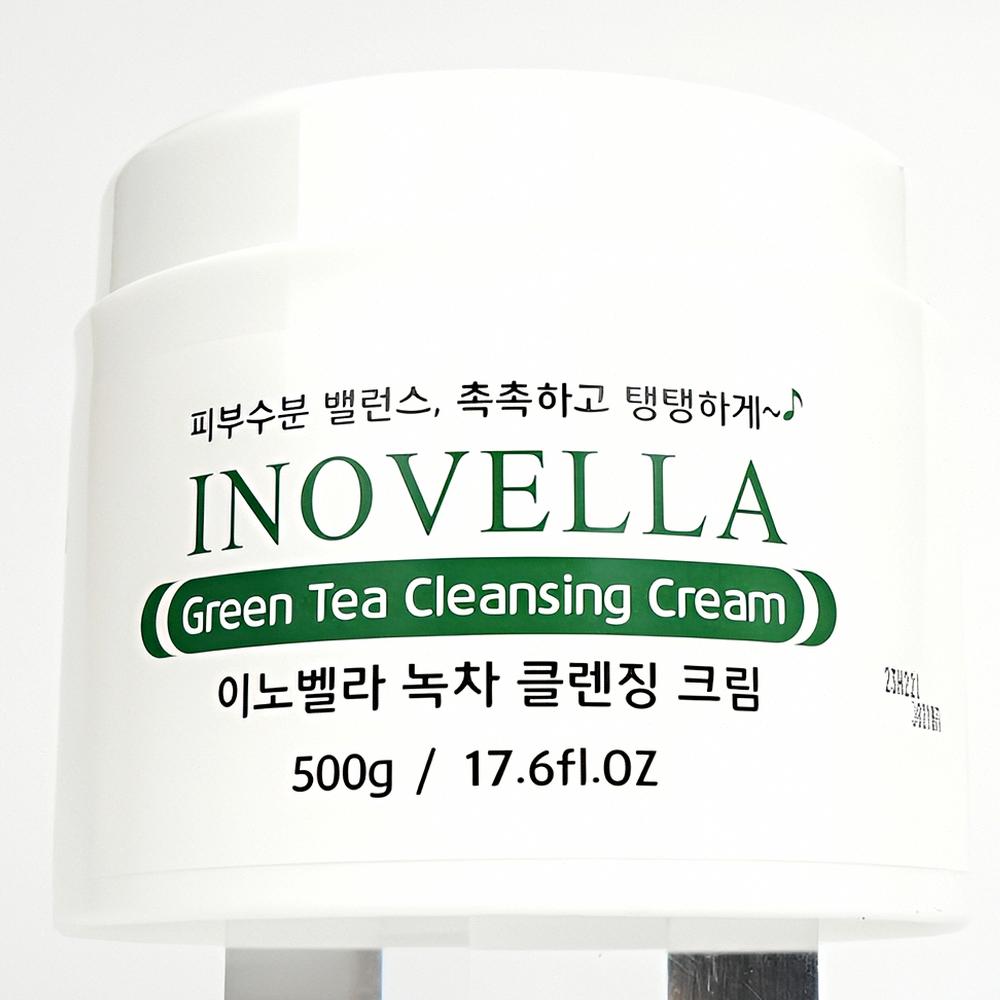 피부수분 밸런스, 촉촉하고 탱탱하게~♪
INOVELLA
Green Tea Cleansing Cream
이노벨라 녹차 클렌징 크림
500g / 17.6fl.OZ
23H221